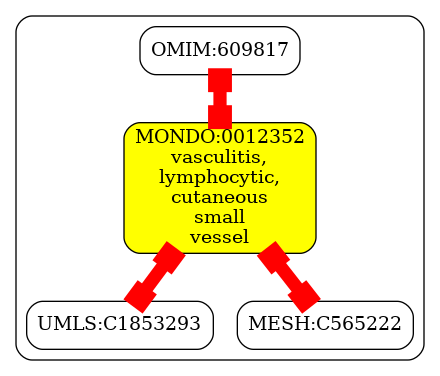 OMIM:609817
MONDO:0012352
vasculitis,
lymphocytic,
cutaneous
small
vessel
UMLS:C1853293
MESH:C565222